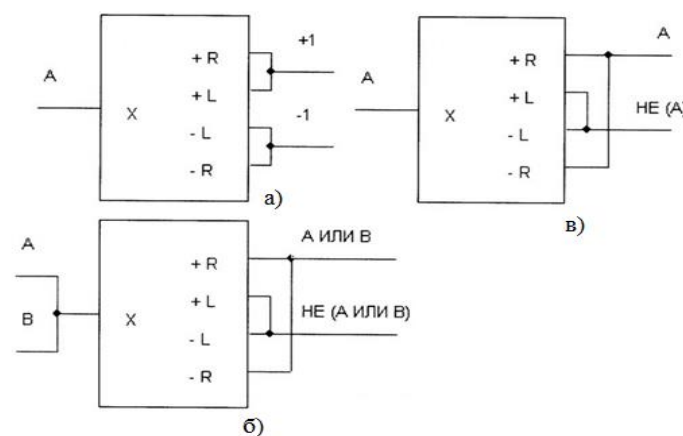 +1
A
+ R
+ L
X
- L
-1
- R
а)
A
A
+ R
+ L
X
- L
НЕ (A)
- R
в)
A
А ИЛИ В
+ R
+ L
B
X
НЕ (А ИЛИ В)
- L
- R
б)